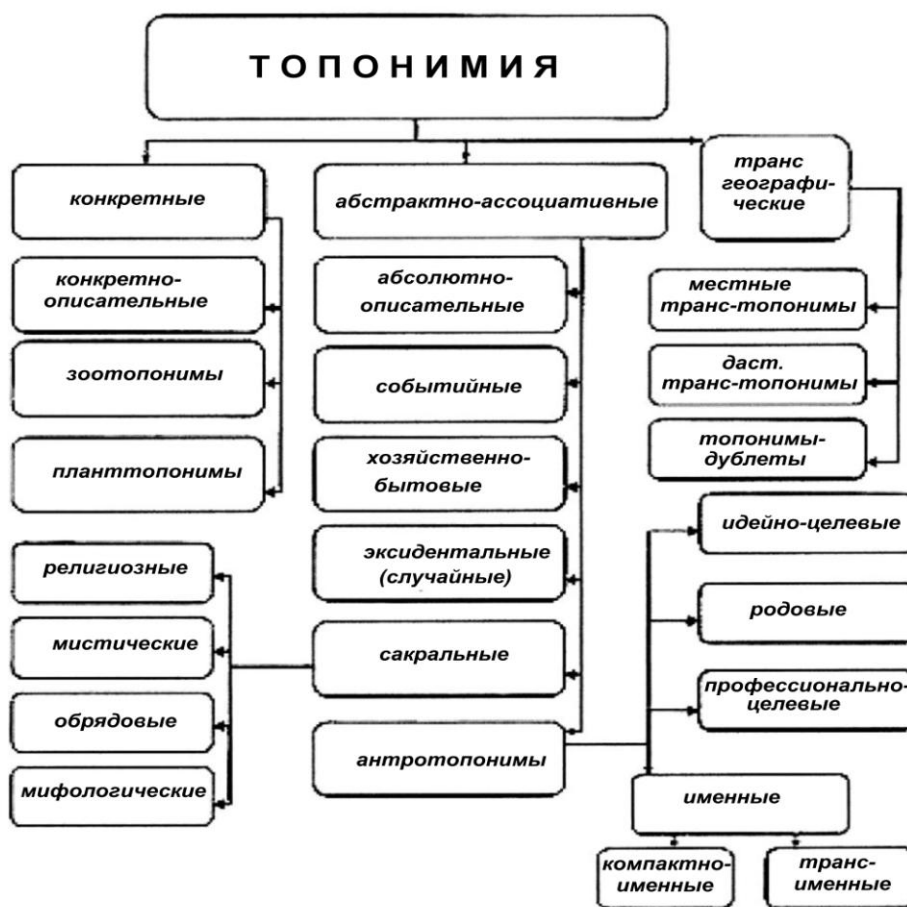 ТОПОНИМИЯ
конкретные
абстрактно-ассоциативные
транс
географи-
ческие
конкретно-
описательные
зоотопонимы
планттопонимы
абсолютно-
описательные
событийные
хозяйственно-
бытовые
эксидентальные
(случайные)
сакральные
антротопонимы
местные
транс-топонимы
даст.
транс-топонимы
топонимы-
дублеты
религиозные
мистические
обрядовые
мифологические
идейно-целевые
родовые
профессионально-
целевые
именные
компактно-
именные
транс-
именные